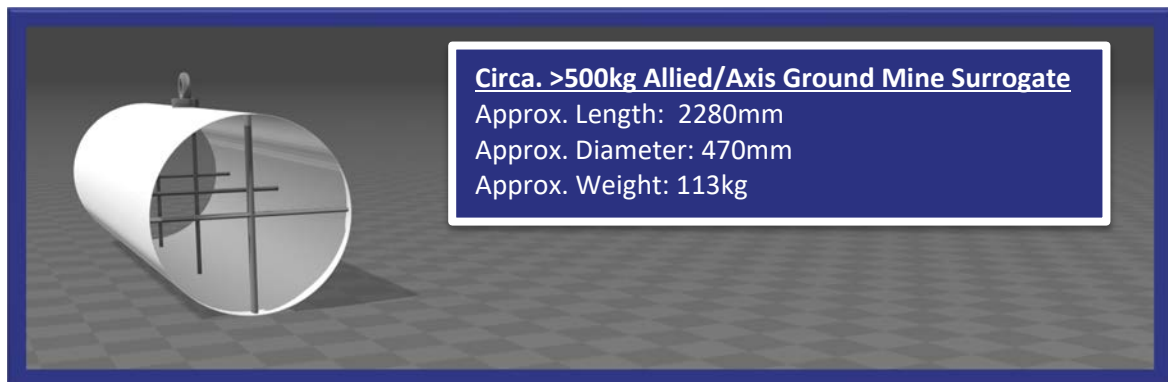 Circa. >500kg Allied/Axis Ground Mine Surrogate
Approx. Length:  2280mm
Approx. Diameter: 470mm
Approx. Weight: 113kg